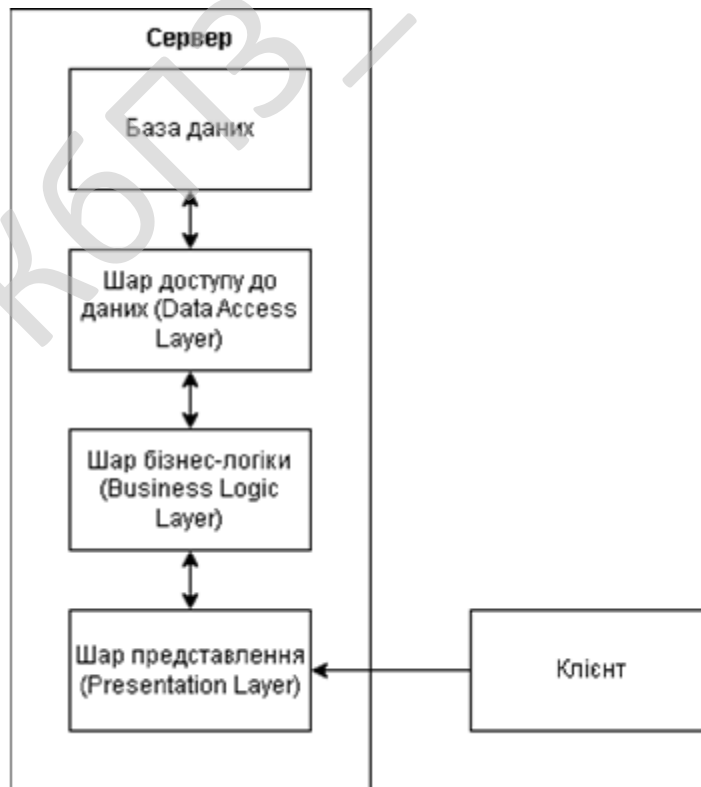 Сервер
База даних
Шар доступу до
даних (Data Access
Layer)
Шар бізнес-логіки
(Business Logic
Layer)
Шар представлення
(Presentation Layer)
Клієнт
КбПЗ_